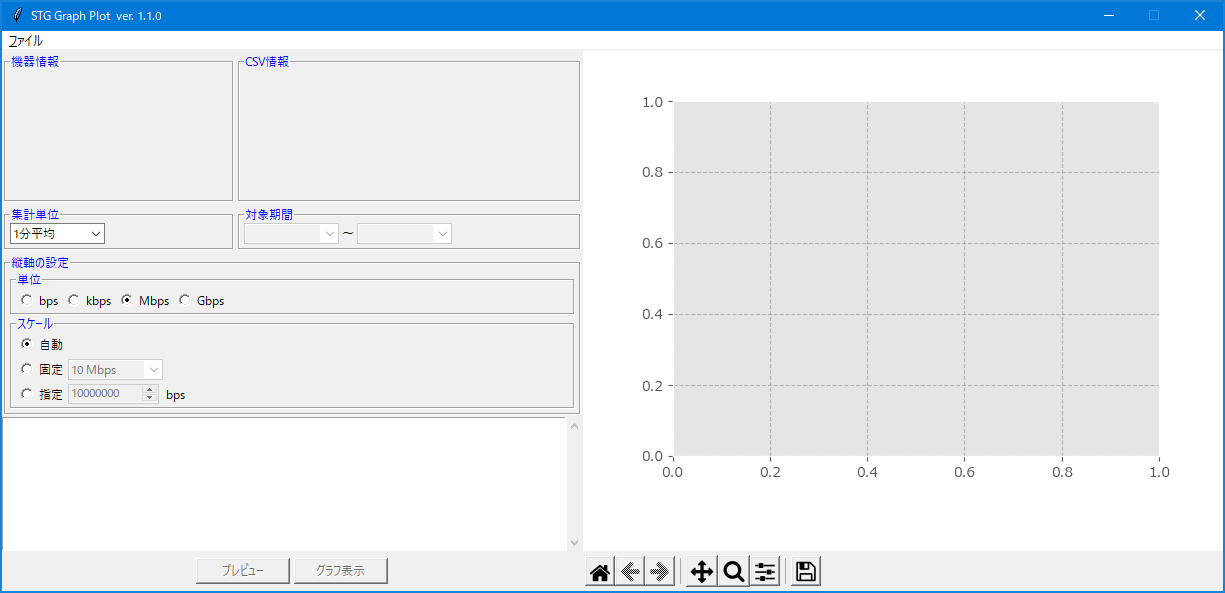 STG Graph Plot ver. 1.1.0
ファイル
機器情報
CSV情報
集計単位
1分平均
対象期間
～
縦軸の設定
単位
bps kbps Mbps Gbps
スケール
自動
固定 10 Mbps
指定 10000000 bps
プレビュー グラフ表示
1.0
0.8
0.6
0.4
0.2
0.0
0.0 0.2 0.4 0.6 0.8 1.0